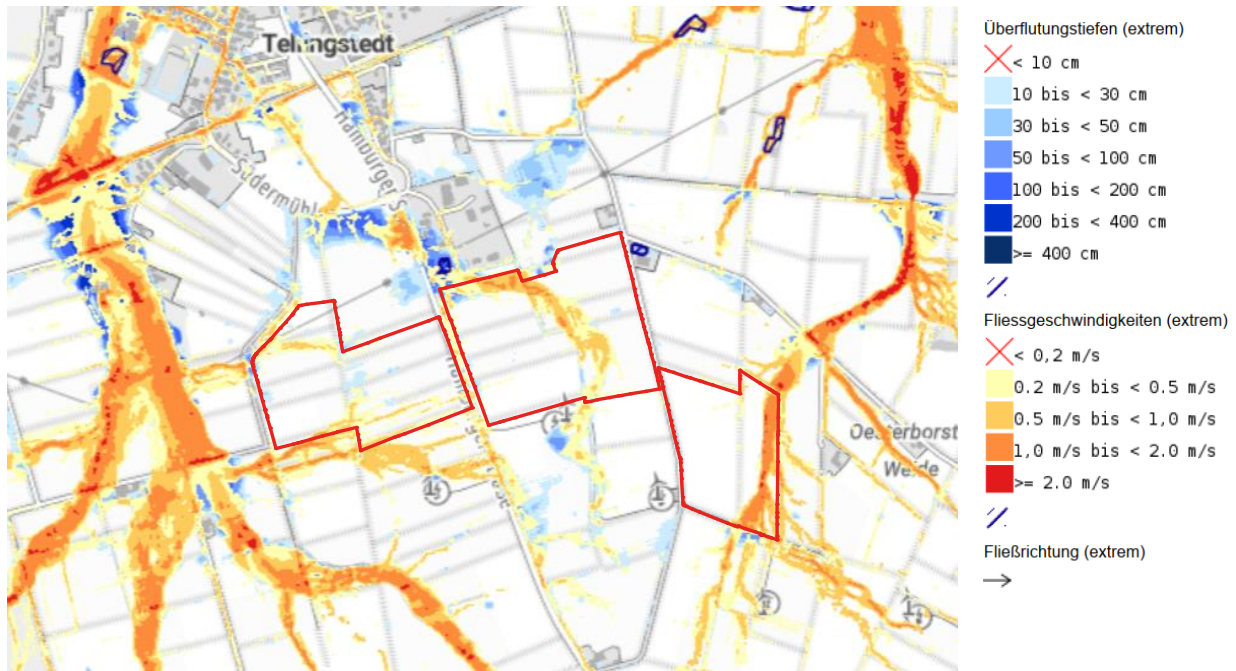 Tellingstedt
Hamburger S
Südermühl
Oesterborst
Weide
Überflutungstiefen (extrem)
< 10 cm
10 bis < 30 cm
30 bis < 50 cm
50 bis < 100 cm
100 bis < 200 cm
200 bis < 400 cm
>= 400 cm
Fliessgeschwindigkeiten (extrem)
< 0,2 m/s
0.2 m/s bis < 0.5 m/s
0.5 m/s bis < 1,0 m/s
1,0 m/s bis < 2.0 m/s
>= 2.0 m/s
Fließrichtung (extrem)